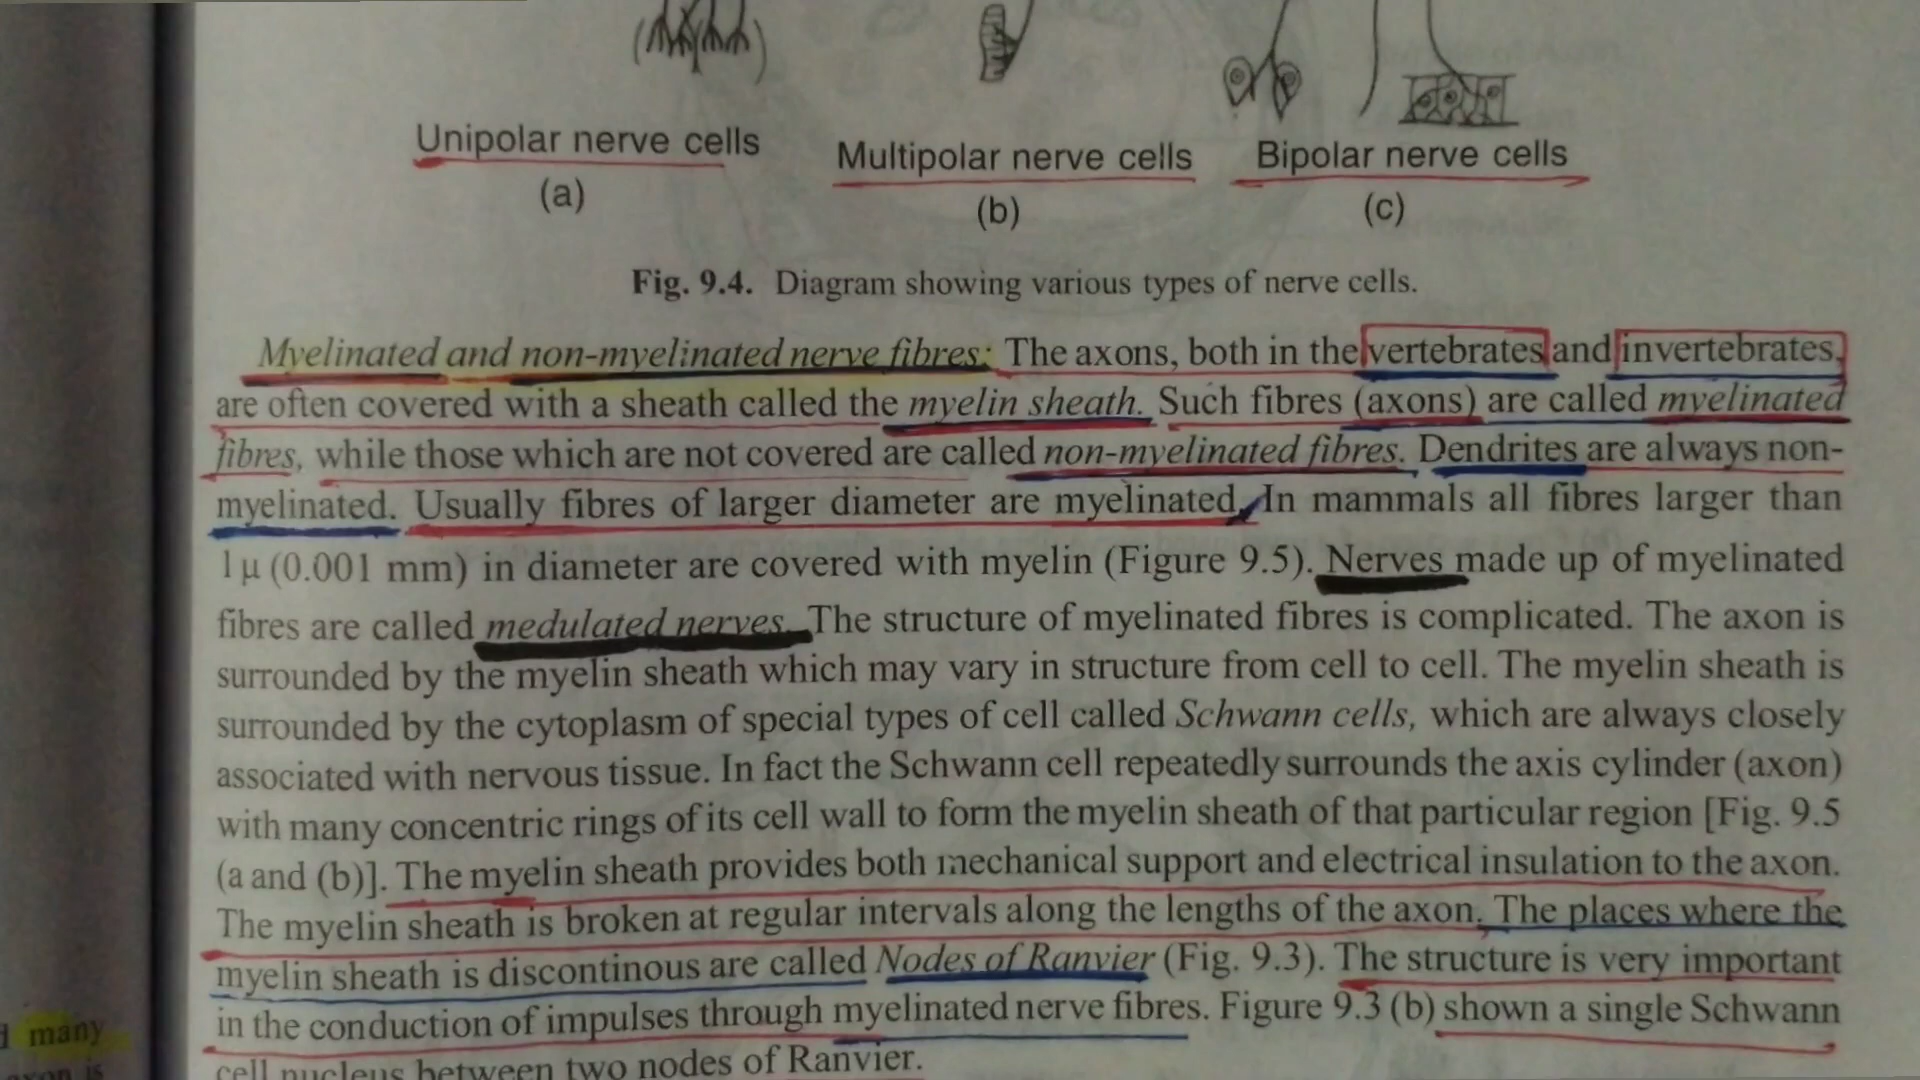 Unipolar nerve cells
(a)
Multipolar nerve cells
(b)
Bipolar nerve cells
(c)
Fig. 9.4. Diagram showing various types of nerve cells.
Myelinated and non-myelinated nerve fibres: The axons, both in the vertebrates and invertebrates,
are often covered with a sheath called the myelin sheath. Such fibres (axons) are called myelinated
fibres, while those which are not covered are called non-myelinated fibres. Dendrites are always non-
myelinated. Usually fibres of larger diameter are myelinated. In mammals all fibres larger than
1 μ (0.001 mm) in diameter are covered with myelin (Figure 9.5). Nerves made up of myelinated
fibres are called medulated nerves. The structure of myelinated fibres is complicated. The axon is
surrounded by the myelin sheath which may vary in structure from cell to cell. The myelin sheath is
surrounded by the cytoplasm of special types of cell called Schwann cells, which are always closely
associated with nervous tissue. In fact the Schwann cell repeatedly surrounds the axis cylinder (axon)
with many concentric rings of its cell wall to form the myelin sheath of that particular region [Fig. 9.5
(a and (b)]. The myelin sheath provides both mechanical support and electrical insulation to the axon.
The myelin sheath is broken at regular intervals along the lengths of the axon. The places where the
myelin sheath is discontinous are called Nodes of Ranvier (Fig. 9.3). The structure is very important
in the conduction of impulses through myelinated nerve fibres. Figure 9.3 (b) shown a single Schwann
cell nucleus between two nodes of Ranvier.
many
axon is